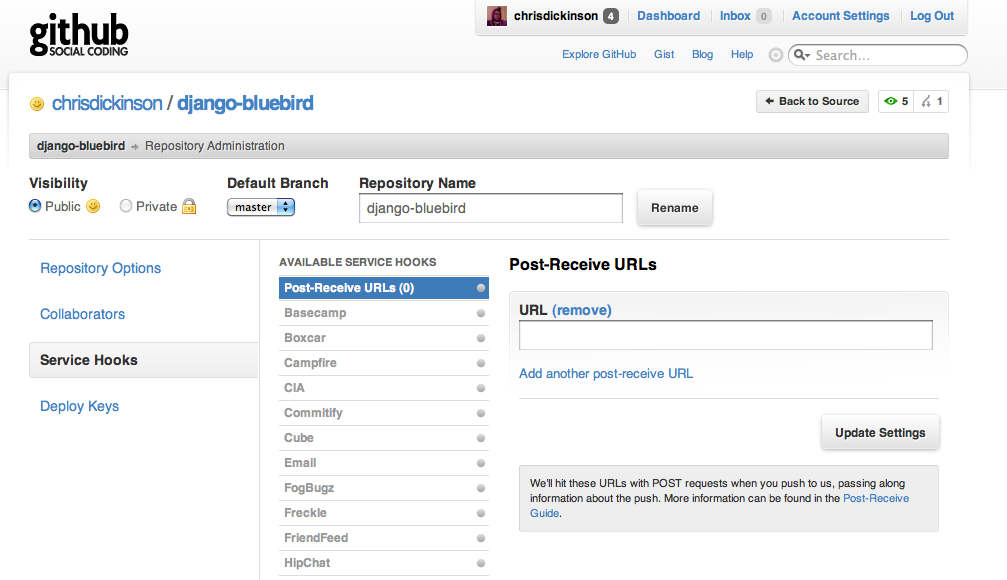 github
SOCIAL CODING
chrisdickinson 4 Dashboard Inbox 0 Account Settings Log Out
Explore GitHub Gist Blog Help Search...
chrisdickinson / django-bluebird
Back to Source 5 1
django-bluebird → Repository Administration
Visibility Default Branch Repository Name
Public Private master django-bluebird Rename
Repository Options
Collaborators
Service Hooks
Deploy Keys
AVAILABLE SERVICE HOOKS
Post-Receive URLs (0)
Basecamp
Boxcar
Campfire
CIA
Commitify
Cube
Email
FogBugz
Freckle
FriendFeed
HipChat
Post-Receive URLs
URL (remove)
Add another post-receive URL
Update Settings
We'll hit these URLs with POST requests when you push to us, passing along
information about the push. More information can be found in the Post-Receive
Guide.